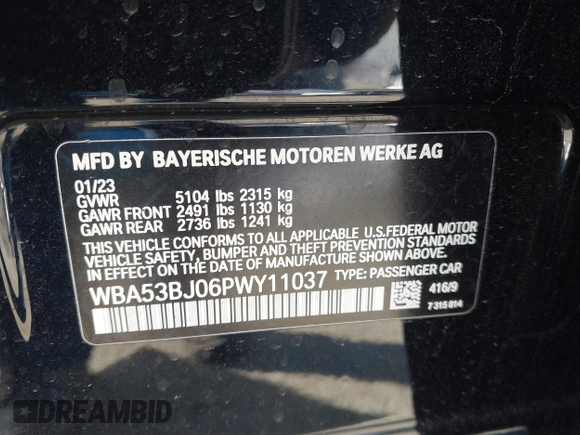 MFD BY BAYERISCHE MOTOREN WERKE AG
01/23
GVWR 5104 lbs 2315 kg
GAWR FRONT 2491 lbs 1130 kg
GAWR REAR 2736 lbs 1241 kg
THIS VEHICLE CONFORMS TO ALL APPLICABLE U.S.FEDERAL MOTOR
VEHICLE SAFETY, BUMPER AND THEFT PREVENTION STANDARDS
IN EFFECT ON THE DATE OF MANUFACTURE SHOWN ABOVE.
WBA53BJ06PWY11037 TYPE: PASSENGER CAR
416/9
7 315 814
DREAMBID